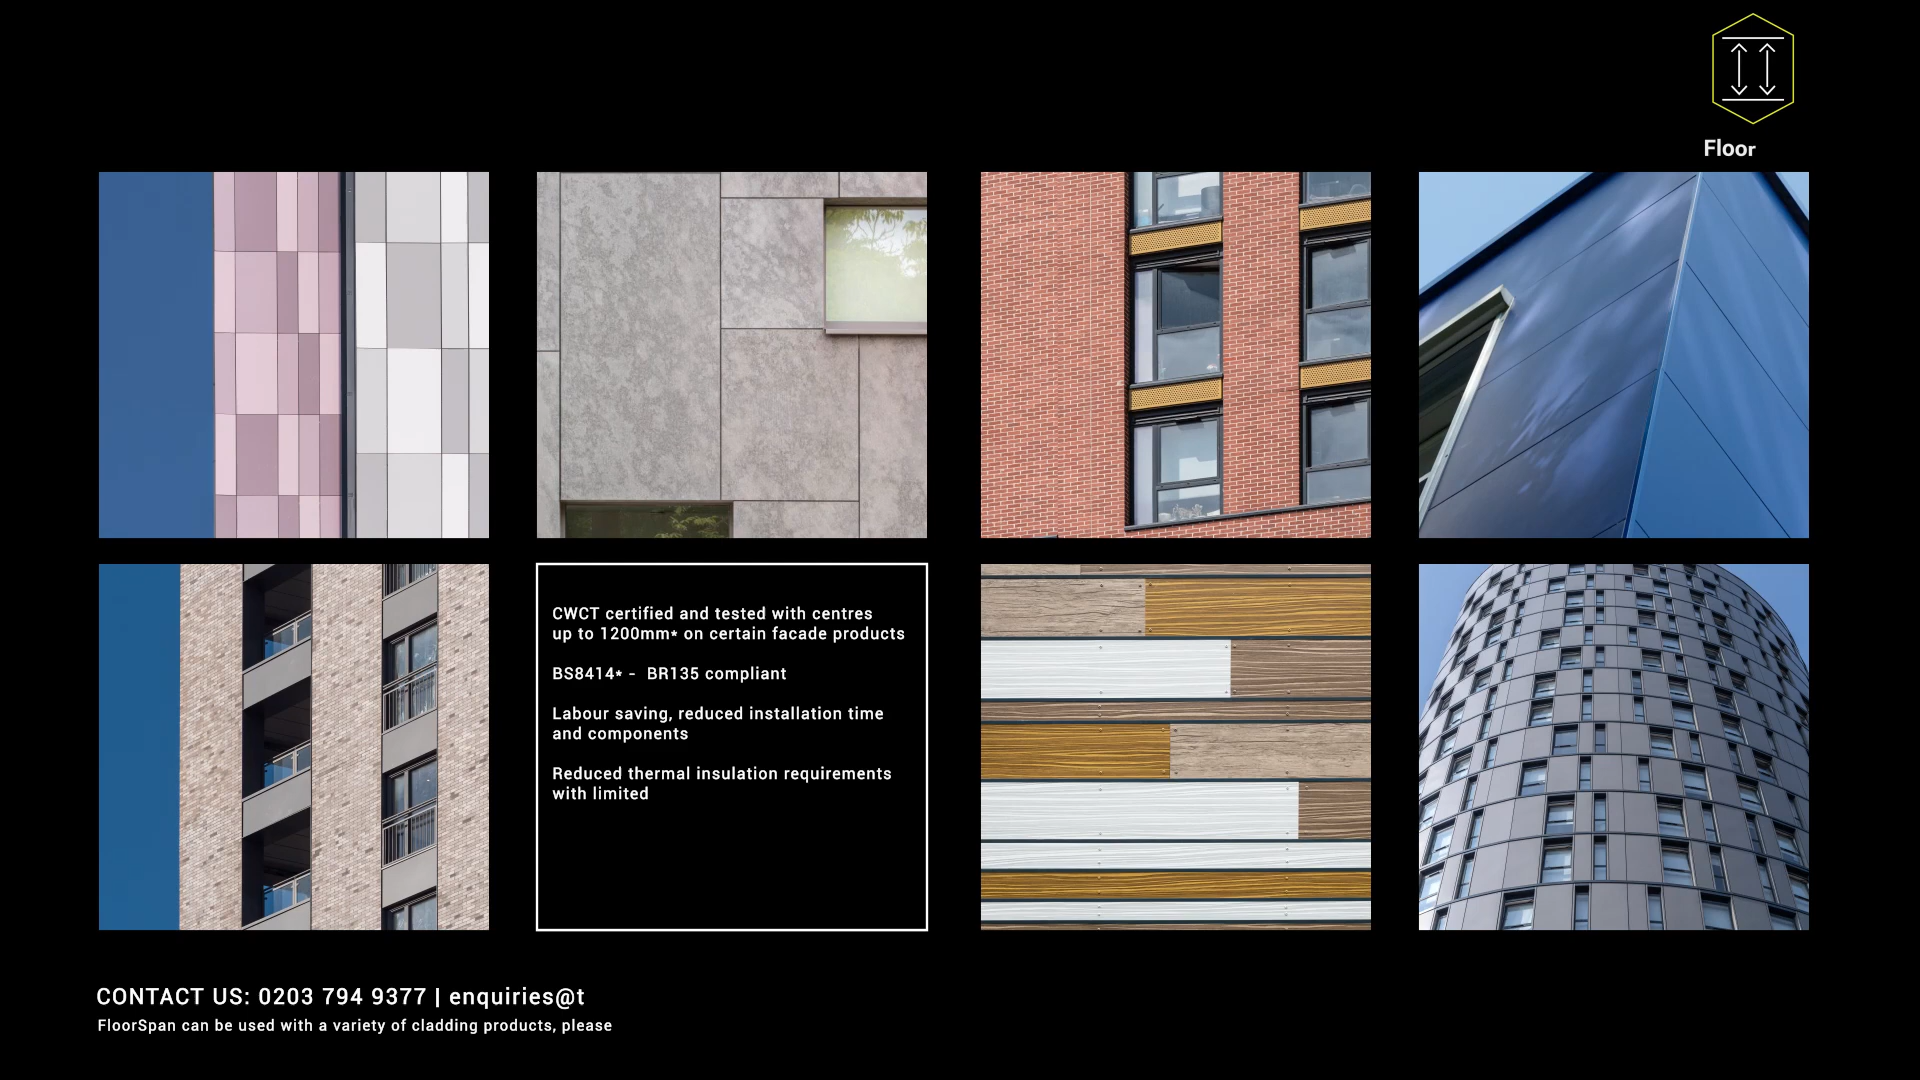 Floor
CWCT certified and tested with centres
up to 1200mm* on certain facade products
BS8414* - BR135 compliant
Labour saving, reduced installation time
and components
Reduced thermal insulation requirements
with limited
CONTACT US: 0203 794 9377 | enquiries@t
FloorSpan can be used with a variety of cladding products, please